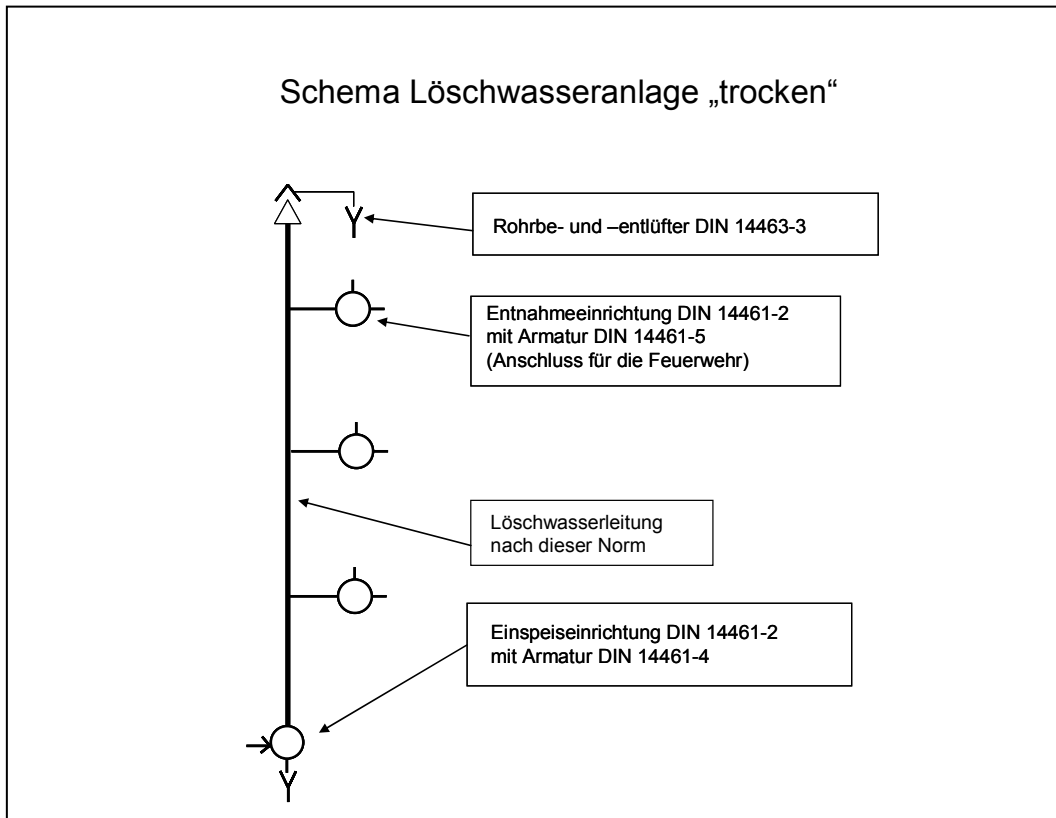 Schema Löschwasseranlage „trocken“
Rohrbe- und –entlüfter DIN 14463-3
Entnahmeeinrichtung DIN 14461-2
mit Armatur DIN 14461-5
(Anschluss für die Feuerwehr)
Löschwasserleitung
nach dieser Norm
Einspeiseinrichtung DIN 14461-2
mit Armatur DIN 14461-4